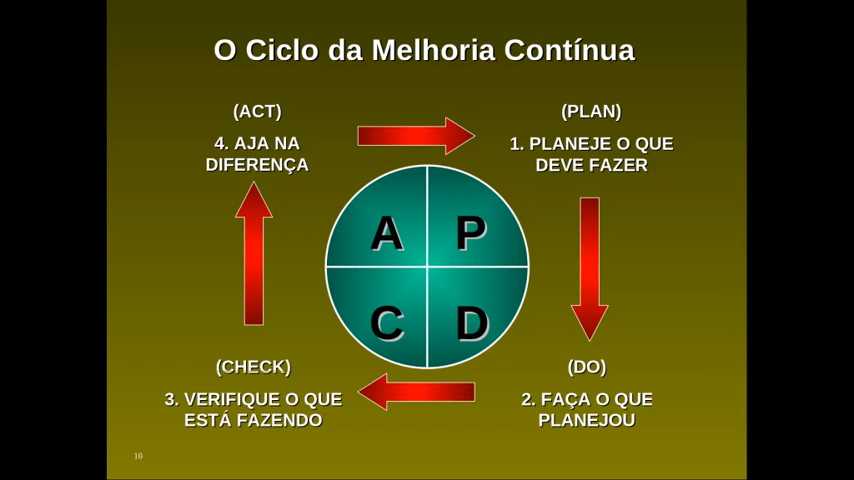 O Ciclo da Melhoria Contínua
(ACT)
4. AJA NA
DIFERENÇA
(PLAN)
1. PLANEJE O QUE
DEVE FAZER
A
P
C
D
(CHECK)
3. VERIFIQUE O QUE
ESTÁ FAZENDO
(DO)
2. FAÇA O QUE
PLANEJOU
10